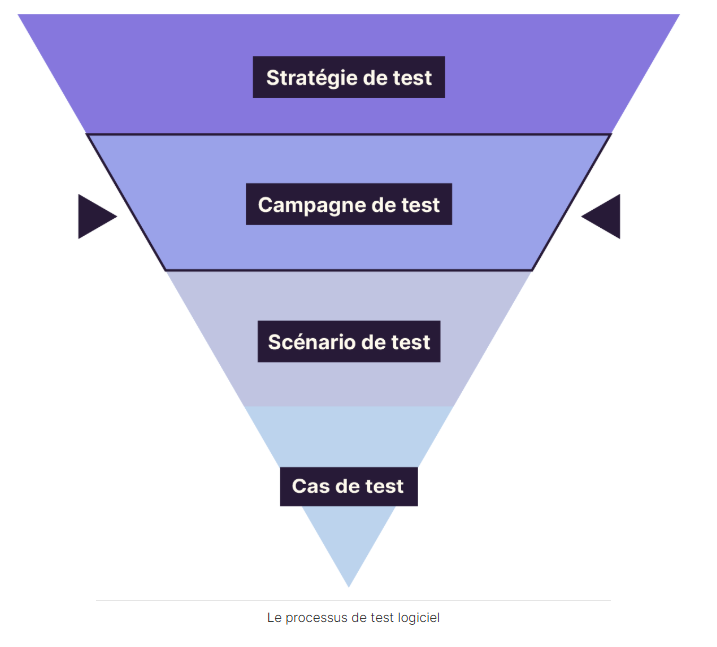 Stratégie de test
Campagne de test
Scénario de test
Cas de test
Le processus de test logiciel